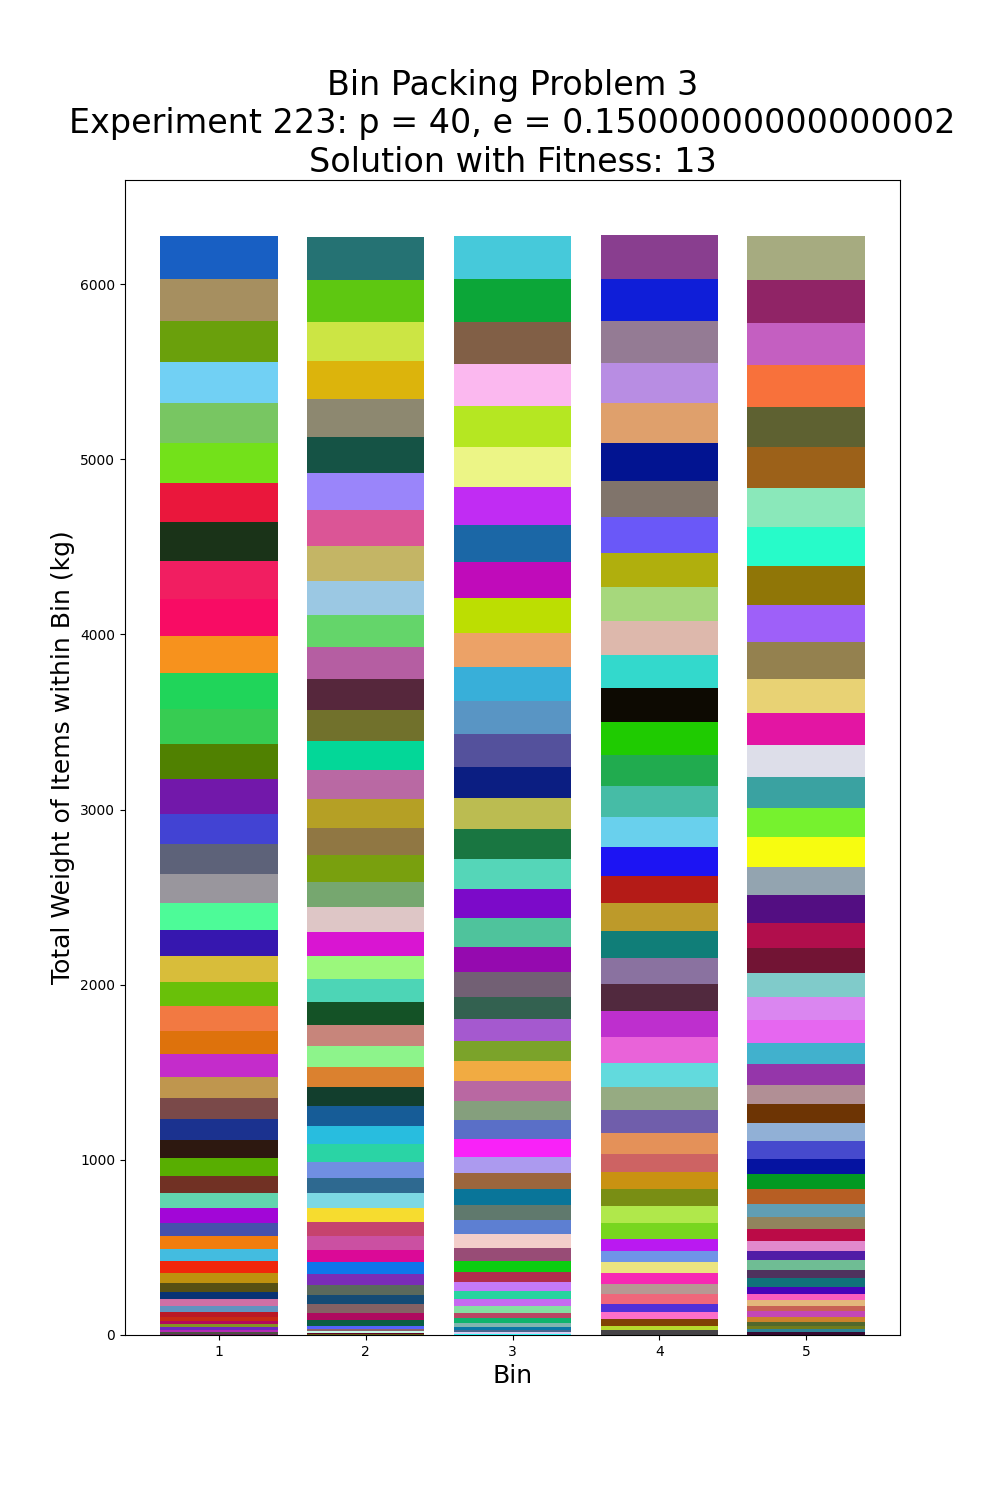 Bin Packing Problem 3
Experiment 223: p = 40, e = 0.15000000000000002
Solution with Fitness: 13
Total Weight of Items within Bin (kg)
6000
5000
4000
3000
2000
1000
0
1 2 3 4 5
Bin